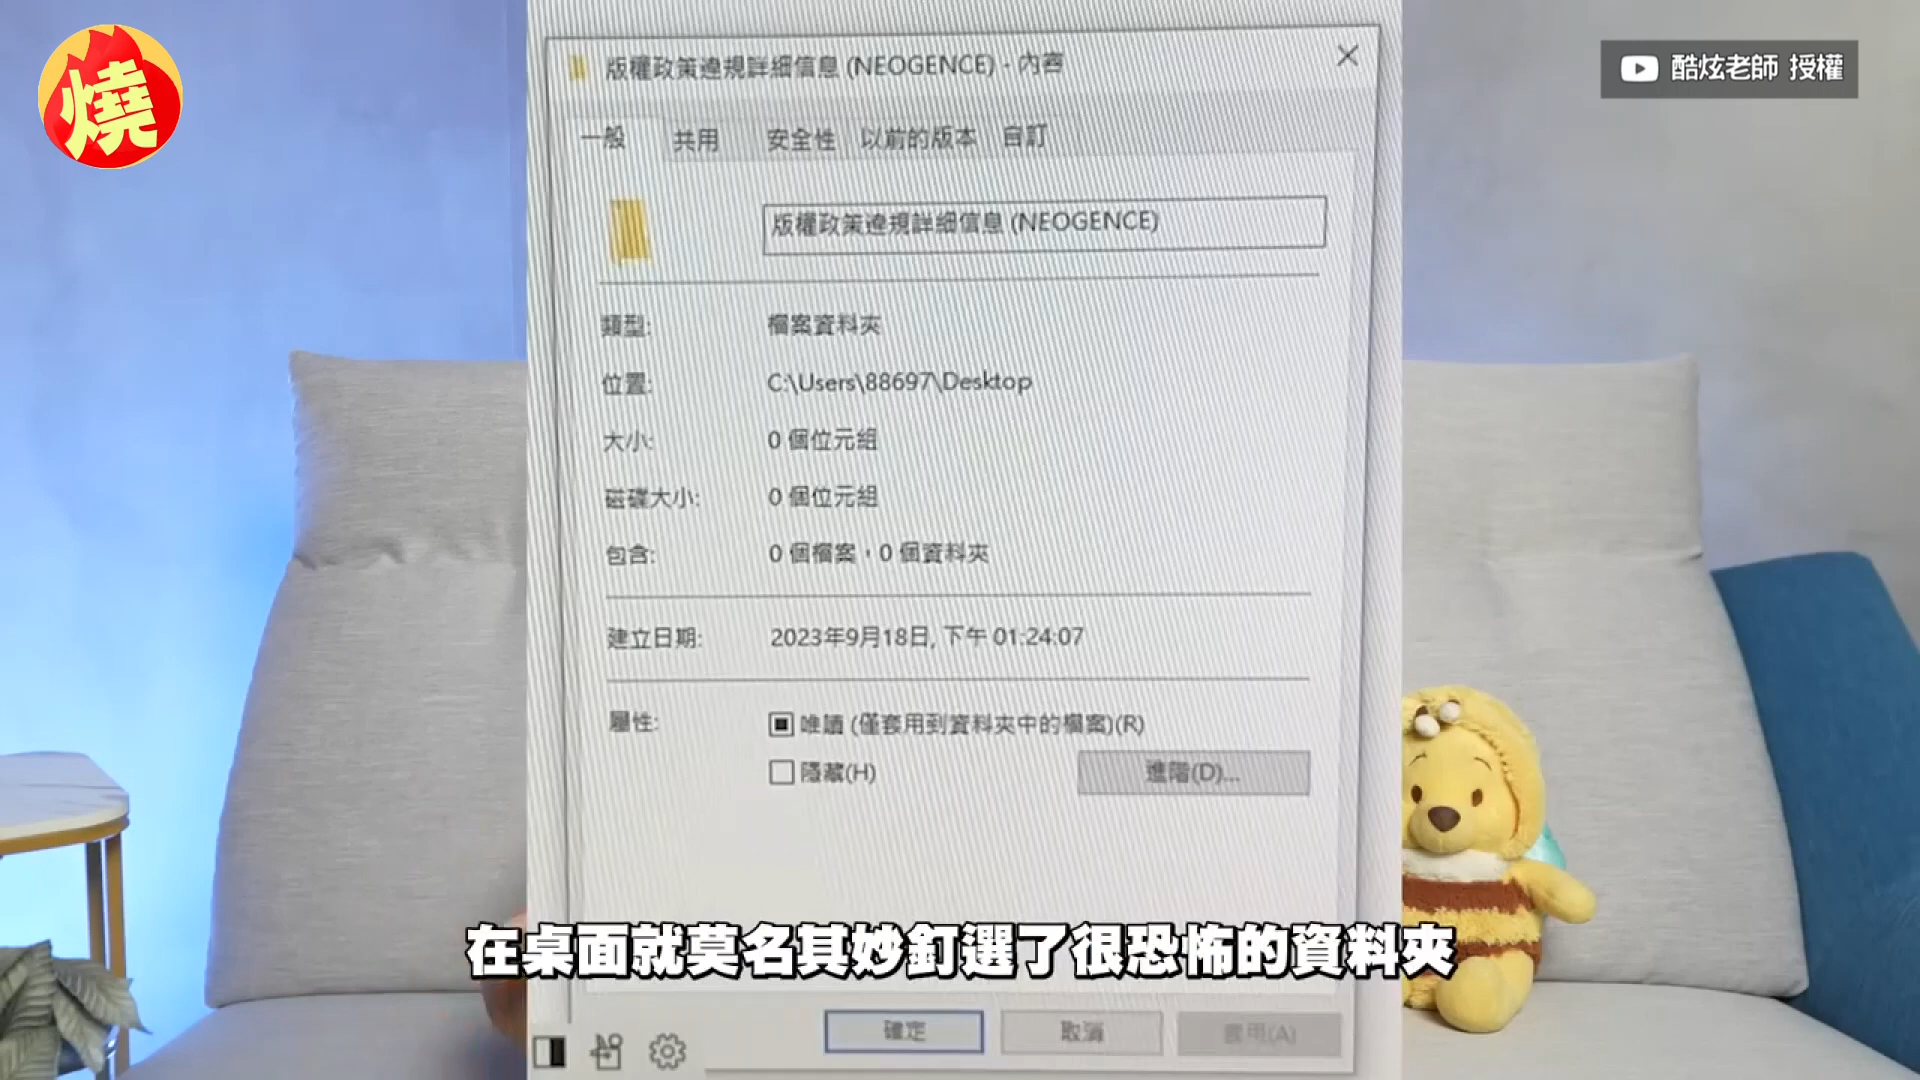 燒
酷炫老師 授權
版權政策違規詳細信息 (NEOGENCE) - 內容
一般 共用 安全性 以前的版本 自訂
版權政策違規詳細信息 (NEOGENCE)
類型: 檔案資料夾
位置: C:\Users\88697\Desktop
大小: 0 個位元組
磁碟大小: 0 個位元組
包含: 0 個檔案，0 個資料夾
建立日期: 2023年9月18日, 下午 01:24:07
屬性: 唯讀 (僅套用到資料夾中的檔案)(R)
隱藏(H) 進階(D)...
在桌面就莫名其妙釘選了很恐怖的資料夾
確定 取消 套用(A)